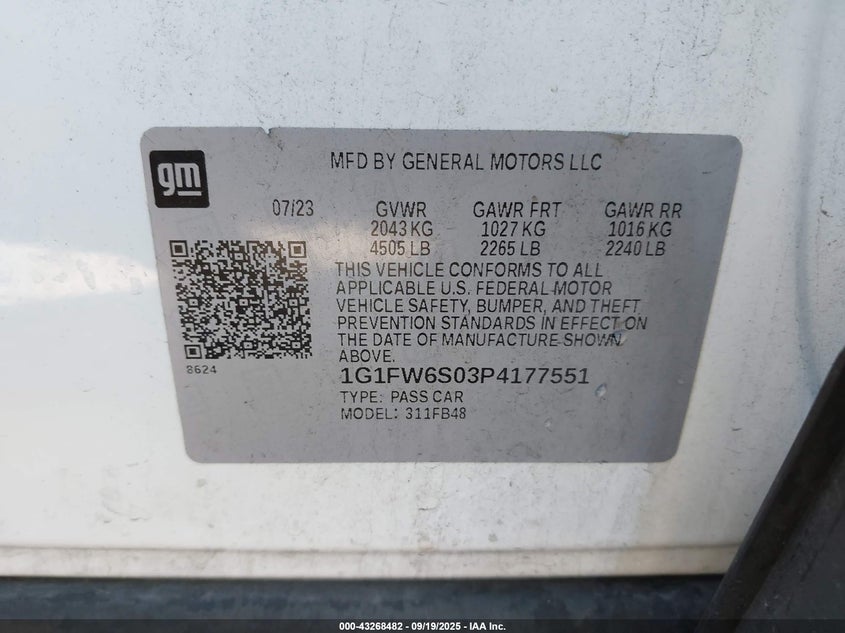 gm
MFD BY GENERAL MOTORS LLC
07/23 GVWR GAWR FRT GAWR RR
2043 KG 1027 KG 1016 KG
4505 LB 2265 LB 2240 LB
THIS VEHICLE CONFORMS TO ALL
APPLICABLE U.S. FEDERAL MOTOR
VEHICLE SAFETY, BUMPER, AND THEFT
PREVENTION STANDARDS IN EFFECT ON
THE DATE OF MANUFACTURE SHOWN
ABOVE.
8624
1G1FW6S03P4177551
TYPE: PASS CAR
MODEL: 311FB48
000-43268482 - 09/19/2025 - IAA Inc.